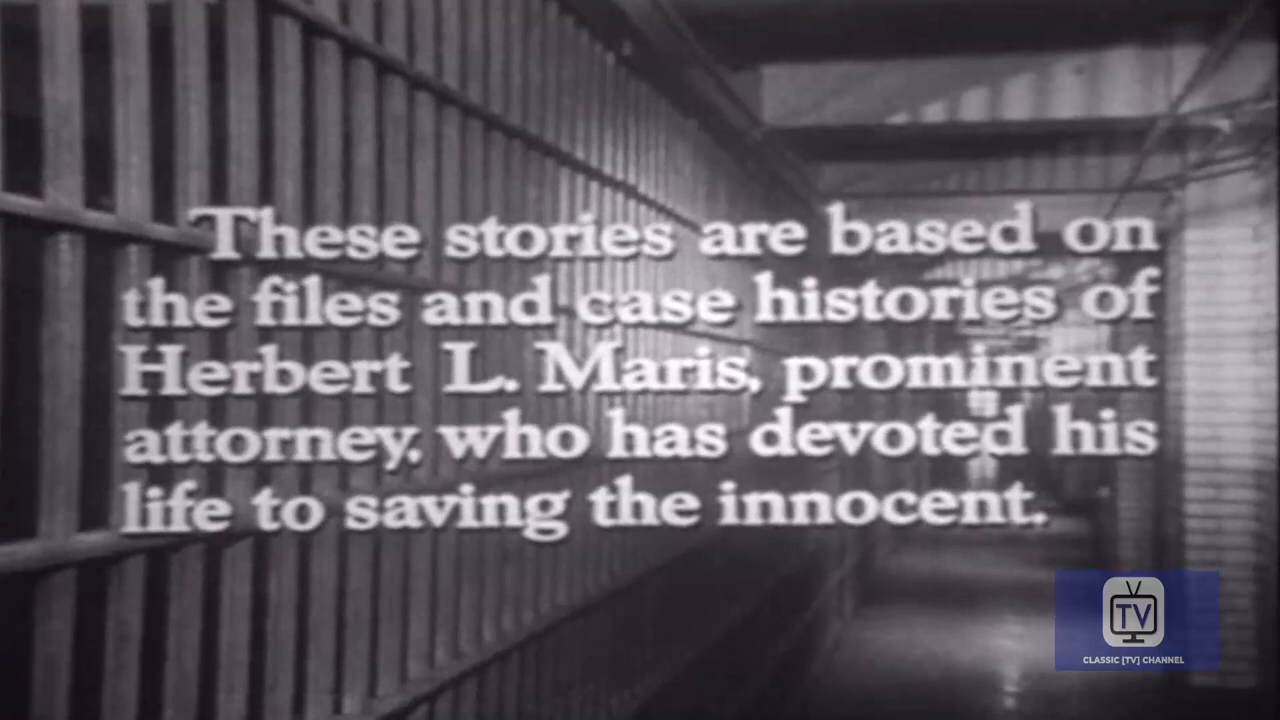 These stories are based on
the files and case histories of
Herbert L. Maris, prominent
attorney, who has devoted his
life to saving the innocent.
TV
CLASSIC [TV] CHANNEL